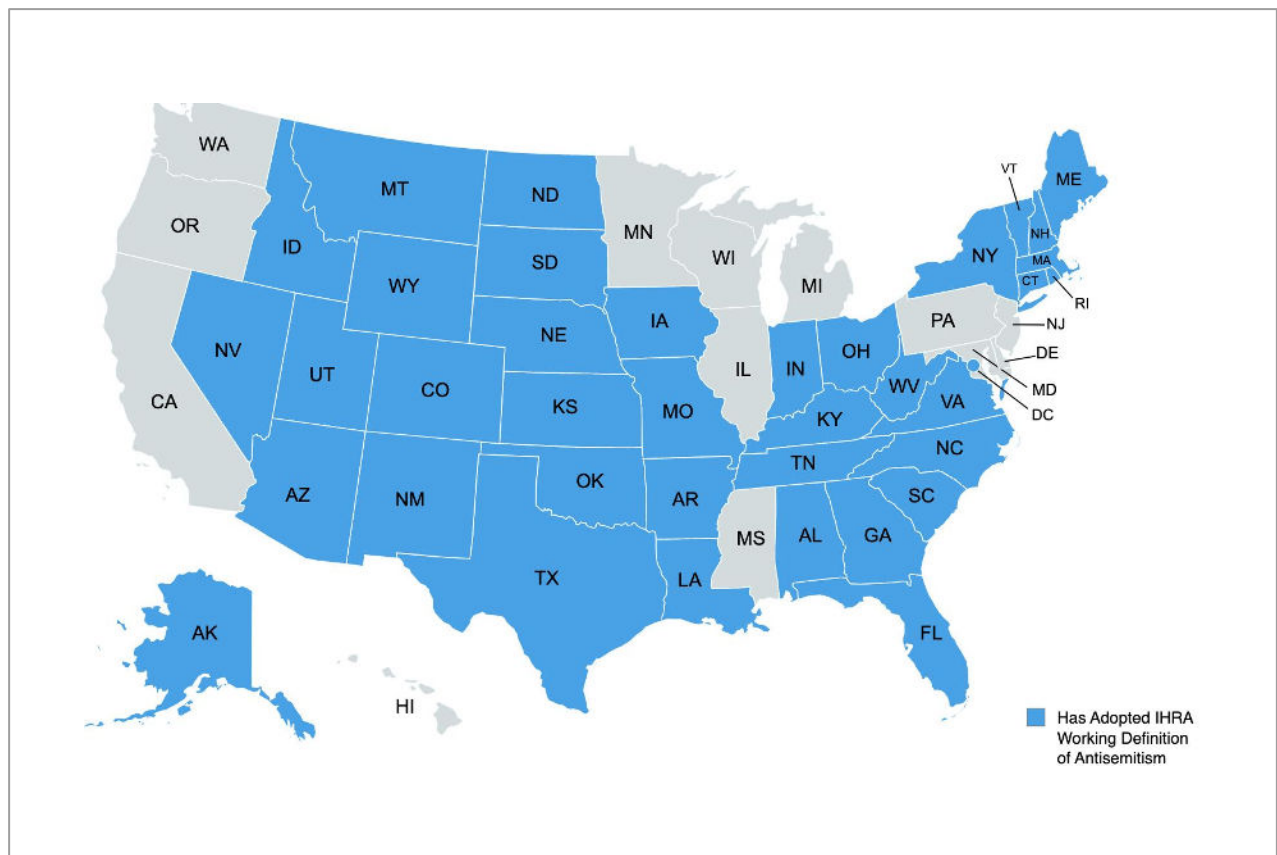 WA
MT
ND
MN
VT
ME
OR
ID
SD
WI
NH
NY
MA
WY
MI
CT
RI
NV
NE
IA
PA
NJ
UT
CO
IL
IN
OH
DE
CA
KS
MO
WV
MD
VA
KY
DC
AZ
NM
OK
AR
TN
NC
SC
TX
MS
AL
GA
LA
AK
FL
HI
Has Adopted IHRA
Working Definition
of Antisemitism